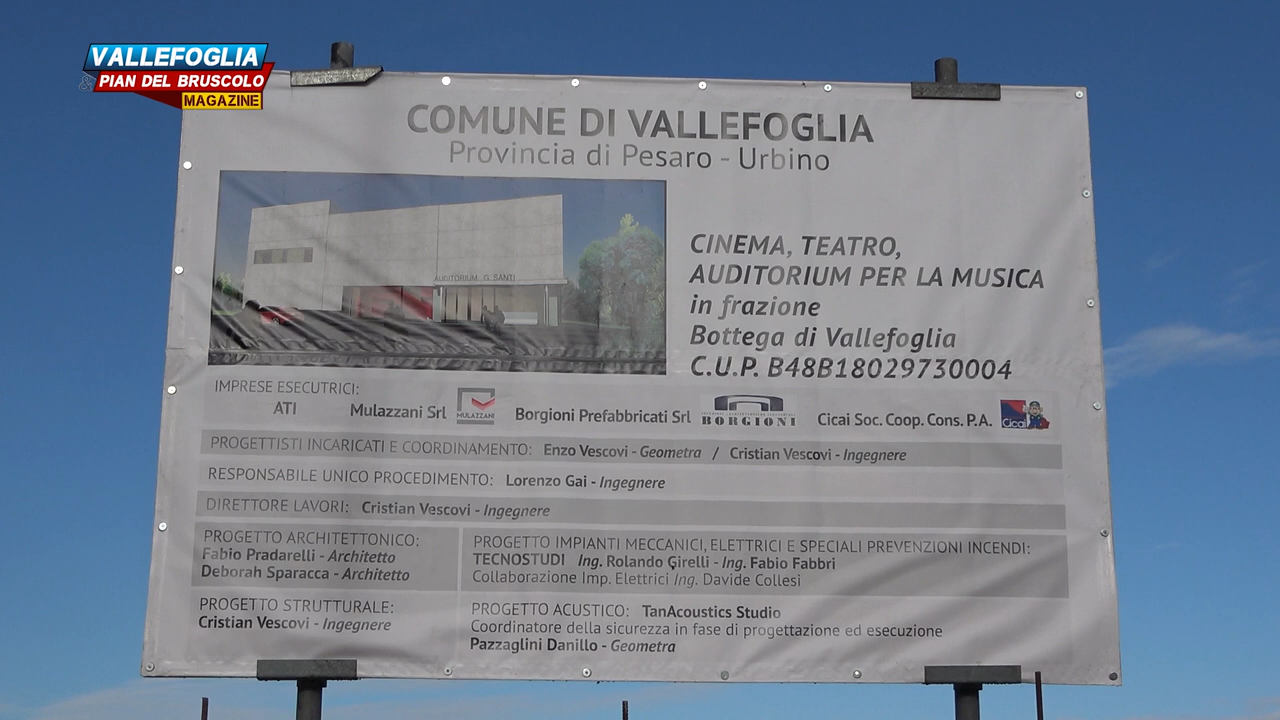 VALLEFOGLIA
& PIAN DEL BRUSCOLO
MAGAZINE
COMUNE DI VALLEFOGLIA
Provincia di Pesaro - Urbino
AUDITORIUM G. SANTI
CINEMA, TEATRO,
AUDITORIUM PER LA MUSICA
in frazione
Bottega di Vallefoglia
C.U.P. B48B18029730004
IMPRESE ESECUTRICI:
ATI Mulazzani Srl MULAZZANI Borgioni Prefabbricati Srl BORGIONI Cicai Soc. Coop. Cons. P.A. Cicai
PROGETTISTI INCARICATI E COORDINAMENTO: Enzo Vescovi - Geometra / Cristian Vescovi - Ingegnere
RESPONSABILE UNICO PROCEDIMENTO: Lorenzo Gai - Ingegnere
DIRETTORE LAVORI: Cristian Vescovi - Ingegnere
PROGETTO ARCHITETTONICO:
Fabio Pradarelli - Architetto
Deborah Sparacca - Architetto
PROGETTO IMPIANTI MECCANICI, ELETTRICI E SPECIALI PREVENZIONI INCENDI:
TECNOSTUDI Ing. Rolando Girelli - Ing. Fabio Fabbri
Collaborazione Imp. Elettrici Ing. Davide Collesi
PROGETTO STRUTTURALE:
Cristian Vescovi - Ingegnere
PROGETTO ACUSTICO: TanAcoustics Studio
Coordinatore della sicurezza in fase di progettazione ed esecuzione
Pazzaglini Danillo - Geometra